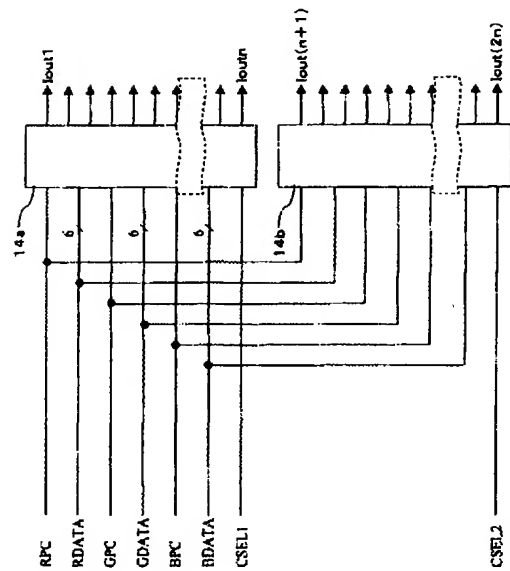 14a
Iout1
RPC
RDATA
6
GPC
GDATA
6
BPC
BDATA
6
CSEL1
Ioutn
14b
Iout(n+1)
CSEL2
Iout(2n)